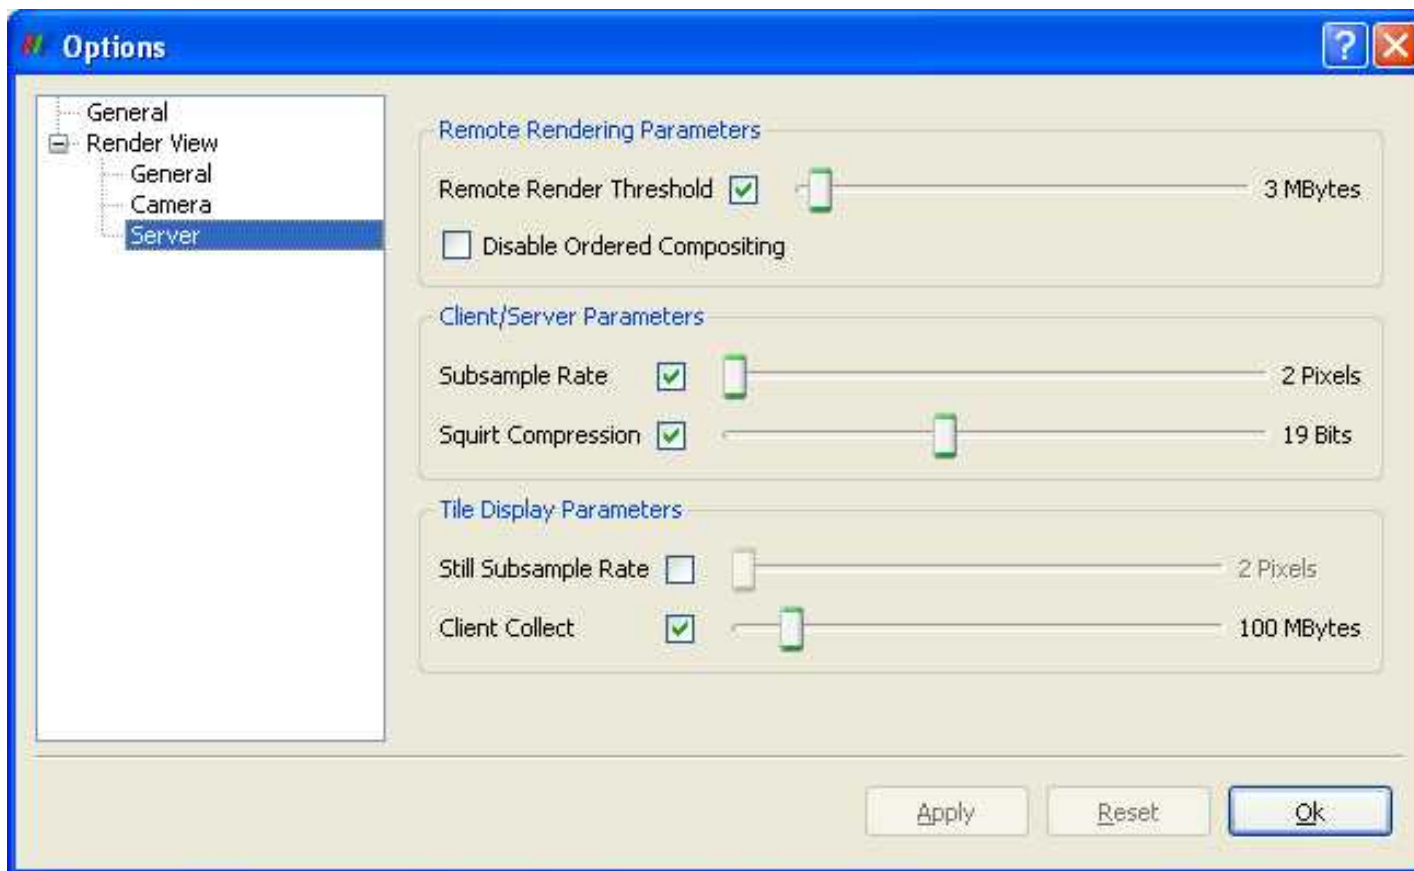 Options
General
Render View
General
Camera
Server
Remote Rendering Parameters
Remote Render Threshold 3 MBytes
Disable Ordered Compositing
Client/Server Parameters
Subsample Rate 2 Pixels
Squirt Compression 19 Bits
Tile Display Parameters
Still Subsample Rate 2 Pixels
Client Collect 100 MBytes
Apply Reset Ok